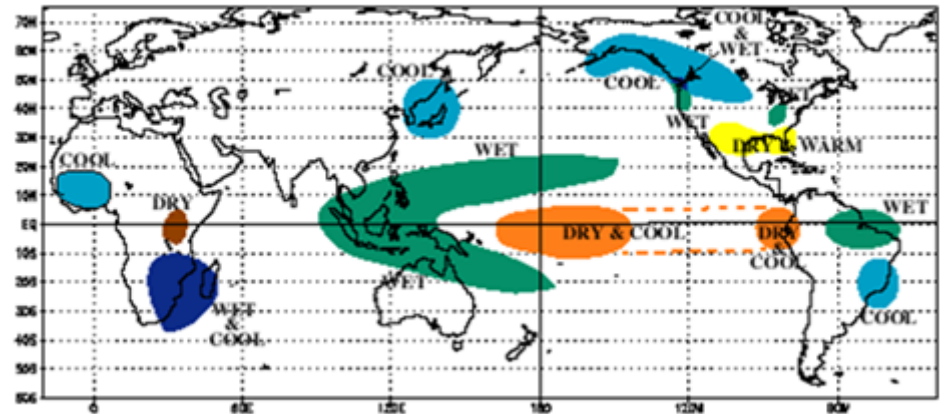 70N
60N
50N
40N
30N
20N
10N
EQ
10S
20S
30S
40S
50S
60S
0
60E
120E
180
120W
60W
COOL
&
WET
COOL
COOL
WET
WET
DRY & WARM
WET
COOL
DRY
WET
DRY & COOL
DRY
&
COOL
WET
WET
&
COOL
COOL